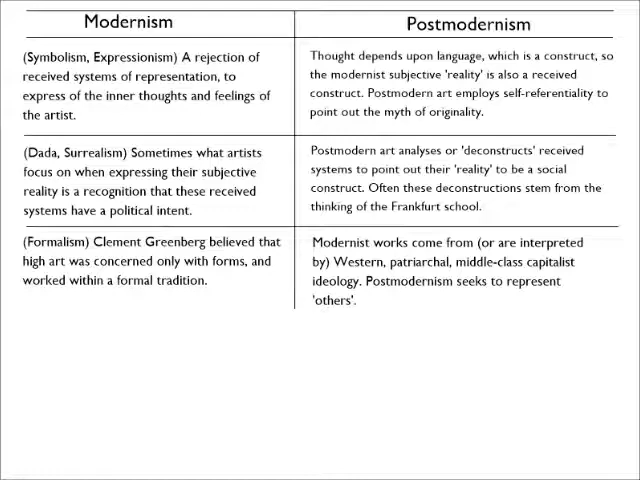 Modernism
Postmodernism
(Symbolism, Expressionism) A rejection of
received systems of representation, to
express of the inner thoughts and feelings of
the artist.
Thought depends upon language, which is a construct, so
the modernist subjective 'reality' is also a received
construct. Postmodern art employs self-referentiality to
point out the myth of originality.
(Dada, Surrealism) Sometimes what artists
focus on when expressing their subjective
reality is a recognition that these received
systems have a political intent.
Postmodern art analyses or 'deconstructs' received
systems to point out their 'reality' to be a social
construct. Often these deconstructions stem from the
thinking of the Frankfurt school.
(Formalism) Clement Greenberg believed that
high art was concerned only with forms, and
worked within a formal tradition.
Modernist works come from (or are interpreted
by) Western, patriarchal, middle-class capitalist
ideology. Postmodernism seeks to represent
'others'.